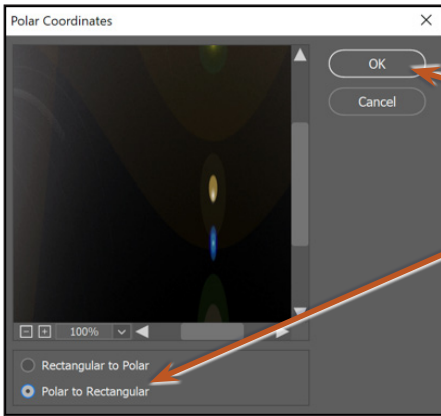 Polar Coordinates
OK
Cancel
100%
Rectangular to Polar
Polar to Rectangular